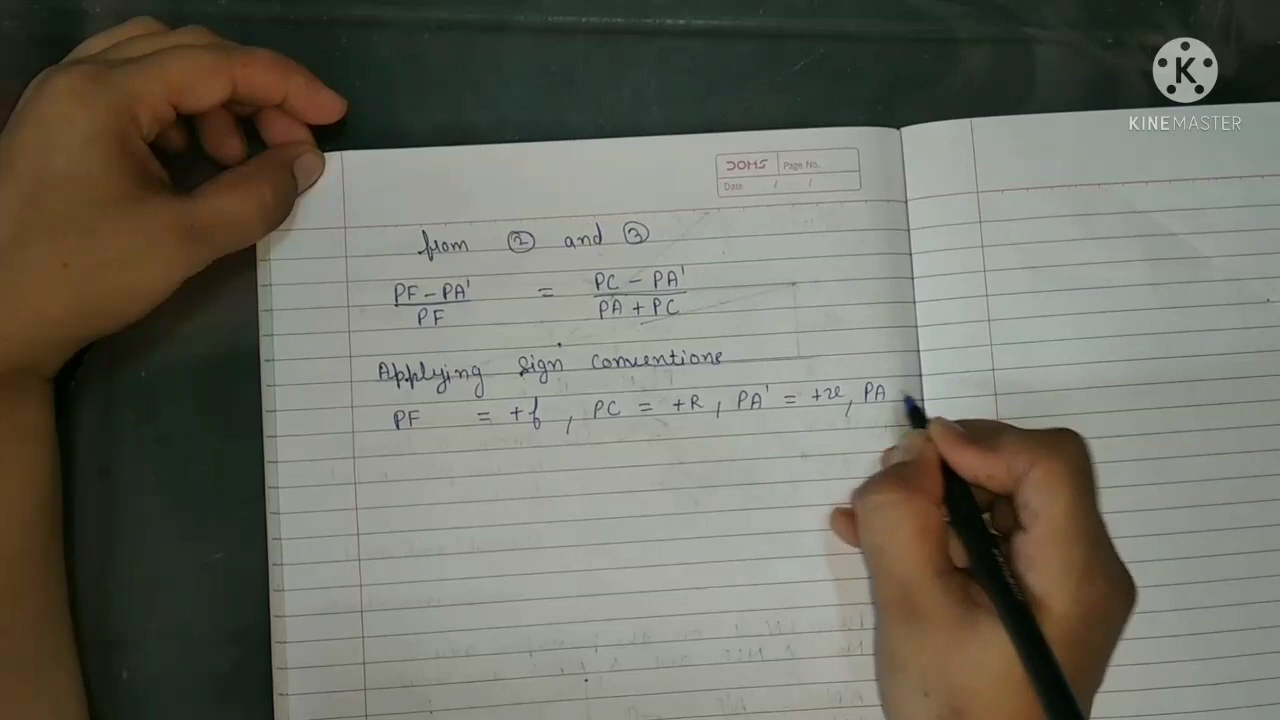 K
KINEMASTER
DOMS Page No.
Date / /
from ② and ③
PF - PA' / PF = PC - PA' / PA + PC
Applying sign conventions
PF = +f, PC = +R, PA' = +ve, PA